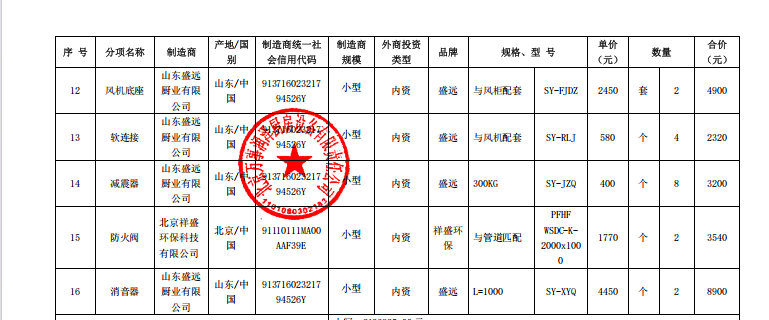 序 号 分项名称 制造商 产地/国别 制造商统一社会信用代码 制造商规模 外商投资类型 品牌 规格、型 号 单价（元） 数量 合价（元）
12 风机底座 山东盛远厨业有限公司 山东/中国 91371602321794526Y 小型 内资 盛远 与风柜配套 SY-FJDZ 2450 套 2 4900
13 软连接 山东盛远厨业有限公司 山东/中国 91371602321794526Y 小型 内资 盛远 与风机配套 SY-RLJ 580 个 4 2320
14 减震器 山东盛远厨业有限公司 山东/中国 91371602321794526Y 小型 内资 盛远 300KG SY-JZQ 400 个 8 3200
15 防火阀 北京祥盛环保科技有限公司 北京/中国 91110111MA00AAF39E 小型 内资 祥盛环保 与管道匹配 PFHF WSDC-K-2000x1000 1770 个 2 3540
16 消音器 山东盛远厨业有限公司 山东/中国 91371602321794526Y 小型 内资 盛远 L=1000 SY-XYQ 4450 个 2 8900